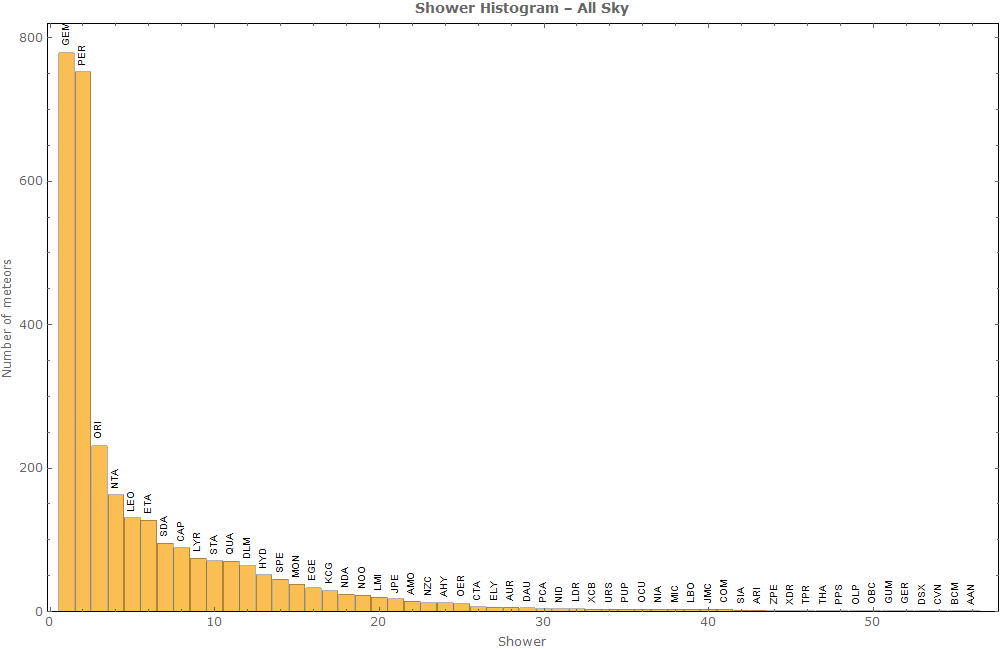 Shower Histogram – All Sky
Number of meteors
800
600
400
200
0
GEM
PER
ORI
NTA
LEO
ETA
SDA
CAP
LYR
STA
QUA
DLM
HYD
SPE
MON
EGE
KCG
NDA
NOO
LMI
JPE
AMO
NZC
AHY
OER
CTA
ELY
AUR
DAU
PCA
NID
LDR
XCB
URS
PUP
OCU
NIA
MIC
LBO
JMC
COM
SIA
ARI
ZPE
XDR
TPR
THA
PPS
OLP
OBC
GUM
GER
DSX
CVN
BCM
AAN
0 10 20 30 40 50
Shower